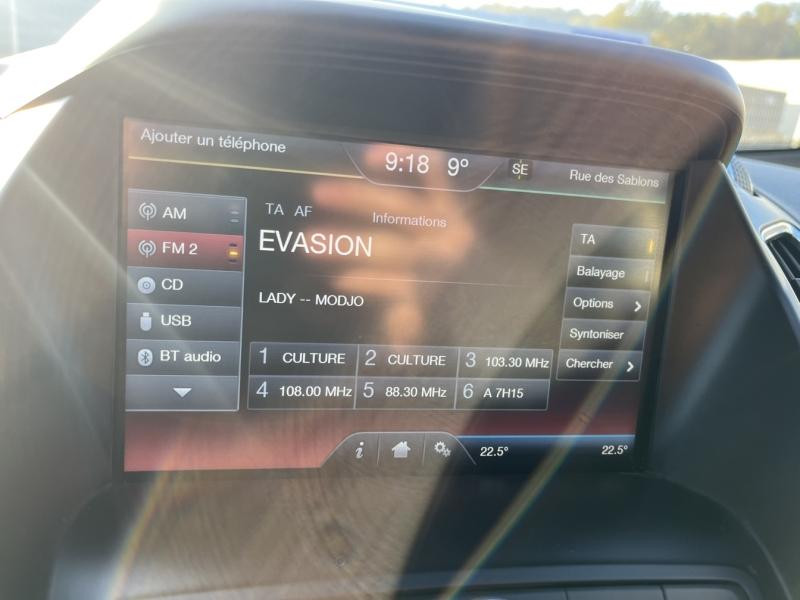 Ajouter un téléphone
9:18 9°
SE
Rue des Sablons
AM
FM 2
CD
USB
BT audio
TA AF
Informations
EVASION
LADY -- MODJO
1 CULTURE
2 CULTURE
3 103.30 MHz
4 108.00 MHz
5 88.30 MHz
6 A 7H15
TA
Balayage
Options
Syntoniser
Chercher
i
22.5°
22.5°